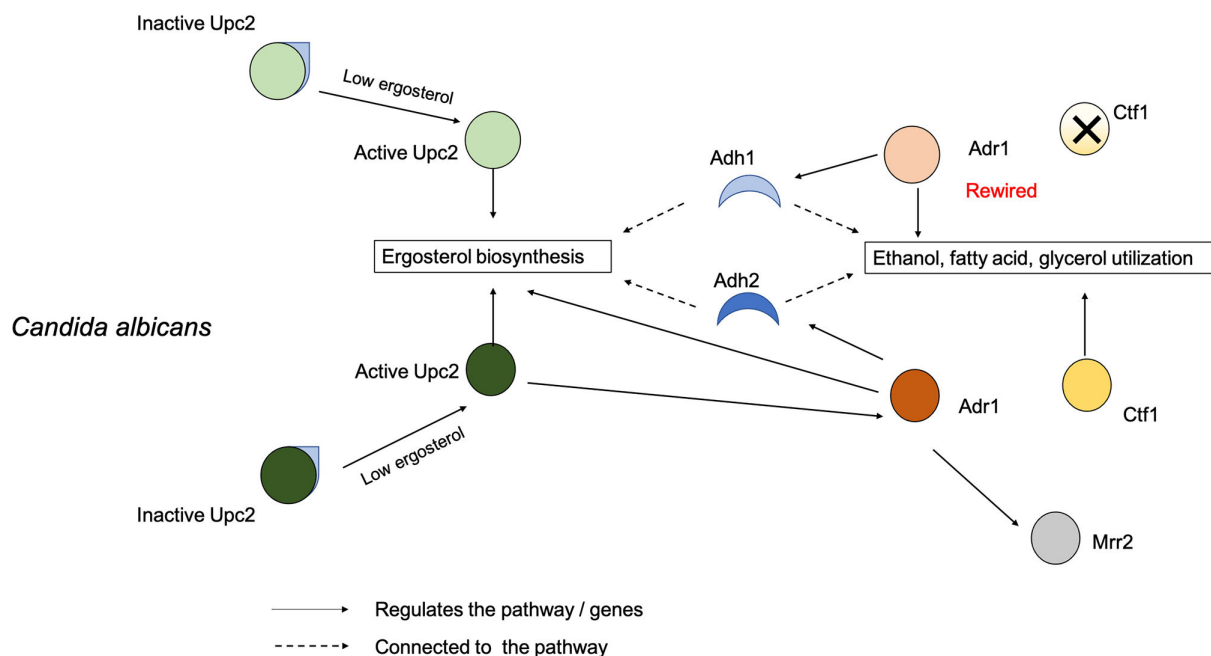 Inactive Upc2
Low ergosterol
Active Upc2
Adh1
Adr1
Rewired
Ctf1
Ergosterol biosynthesis
Ethanol, fatty acid, glycerol utilization
Adh2
Candida albicans
Active Upc2
Adr1
Ctf1
Low ergosterol
Inactive Upc2
Mrr2
Regulates the pathway / genes
Connected to the pathway